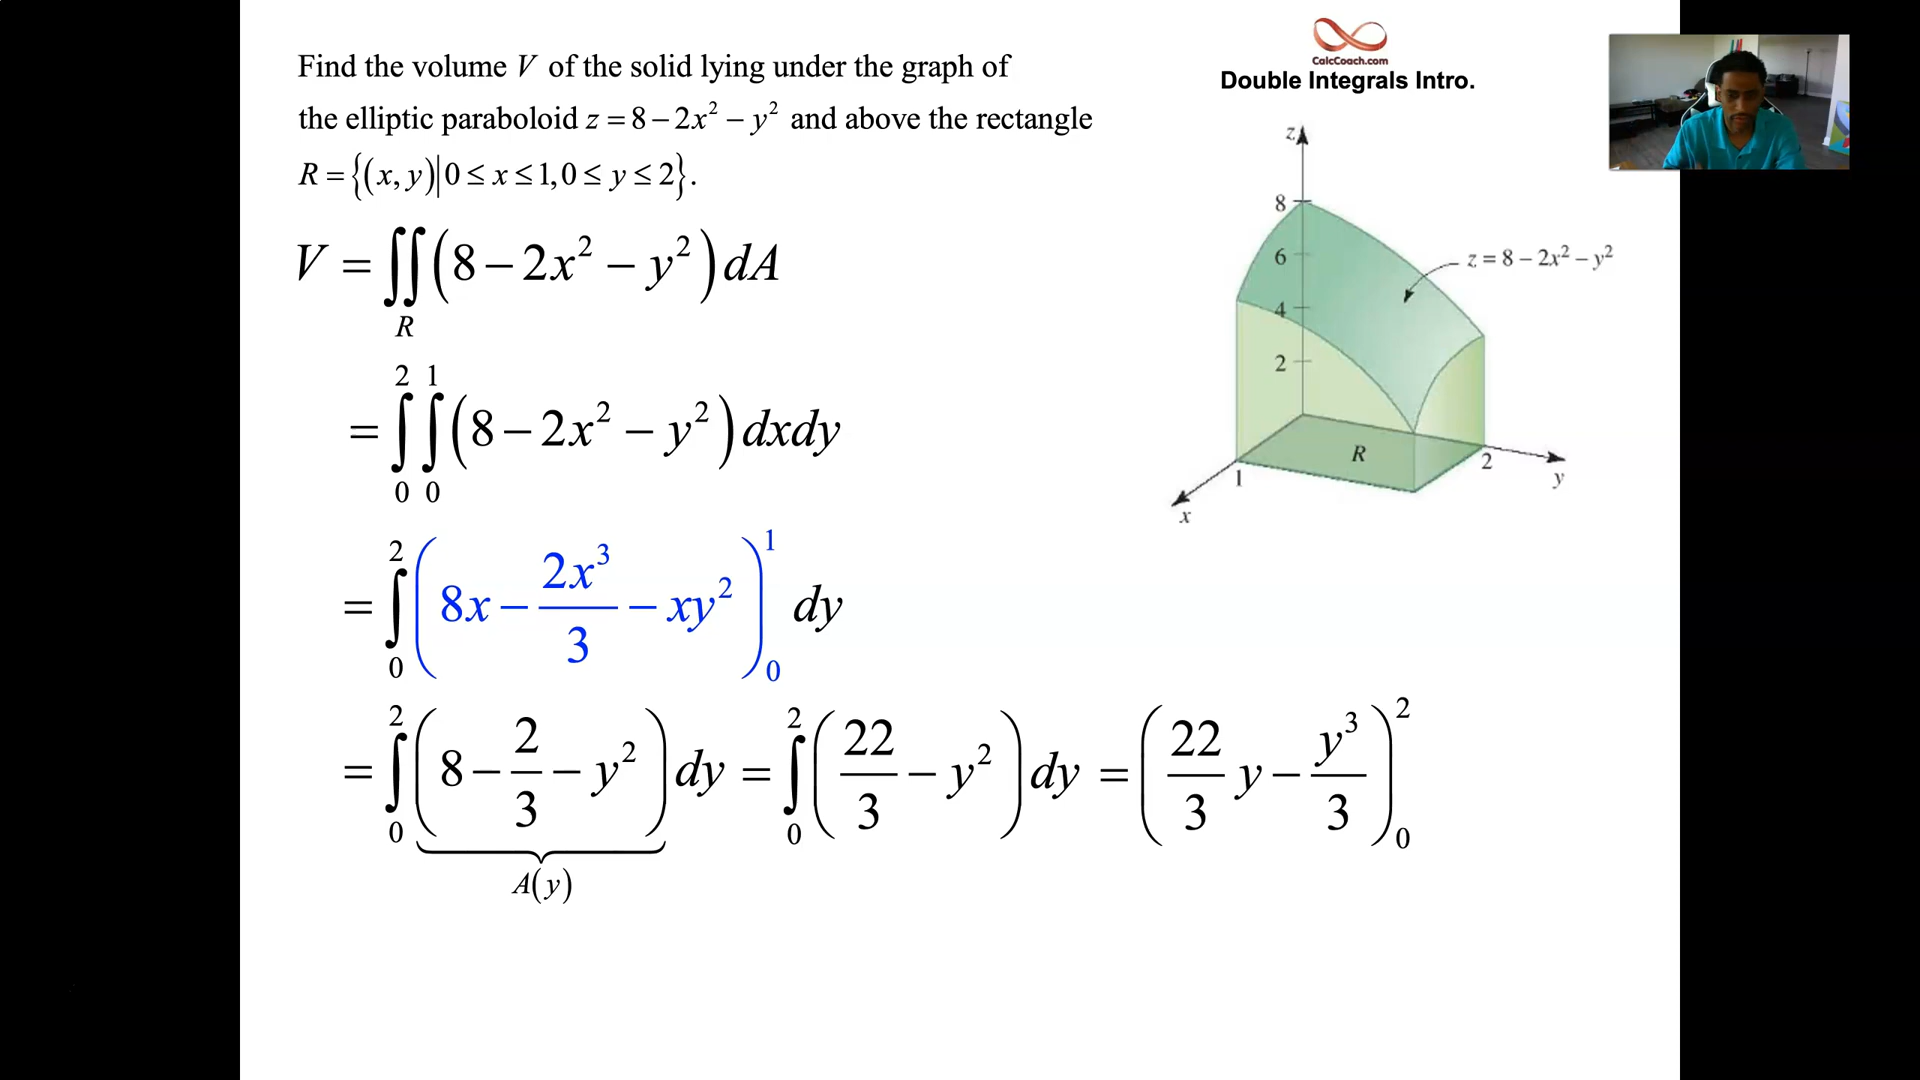 Find the volume V of the solid lying under the graph of
the elliptic paraboloid z = 8 − 2x² − y² and above the rectangle
R = {(x, y)|0 ≤ x ≤ 1, 0 ≤ y ≤ 2}.
V = ∬_R (8 − 2x² − y²) dA
= ∫₀² ∫₀¹ (8 − 2x² − y²) dxdy
= ∫₀² (8x − 2x³/3 − xy²)₀¹ dy
= ∫₀² (8 − 2/3 − y²) dy = ∫₀² (22/3 − y²) dy = (22/3 y − y³/3)₀²
A(y)
CalcCoach.com
Double Integrals Intro.
z
8
6
z = 8 − 2x² − y²
4
2
R
1
2
x
y